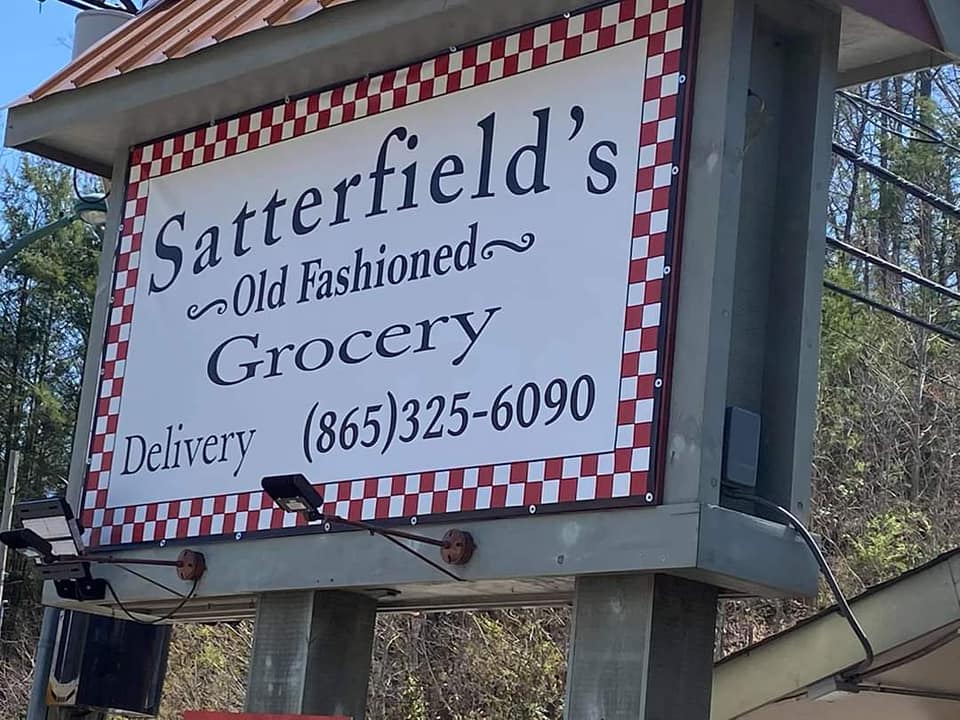 Satterfield's
~Old Fashioned~
Grocery
Delivery (865)325-6090